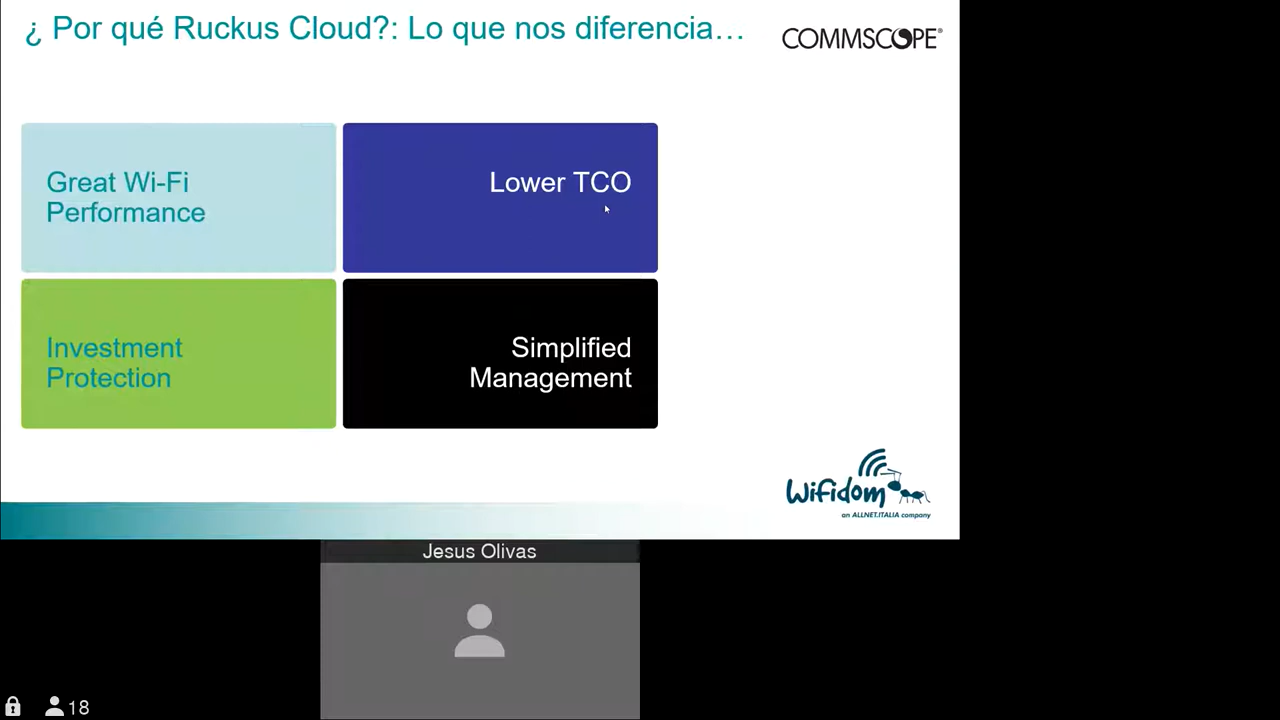 ¿ Por qué Ruckus Cloud?: Lo que nos diferencia…
COMMSCOPE®
Great Wi-Fi
Performance
Lower TCO
Investment
Protection
Simplified
Management
Wifidom
an ALLNET.ITALIA company
Jesus Olivas
18